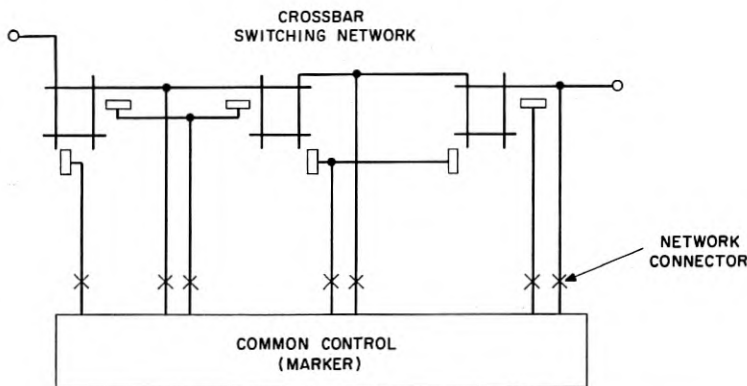 CROSSBAR
SWITCHING NETWORK
NETWORK
CONNECTOR
COMMON CONTROL
(MARKER)